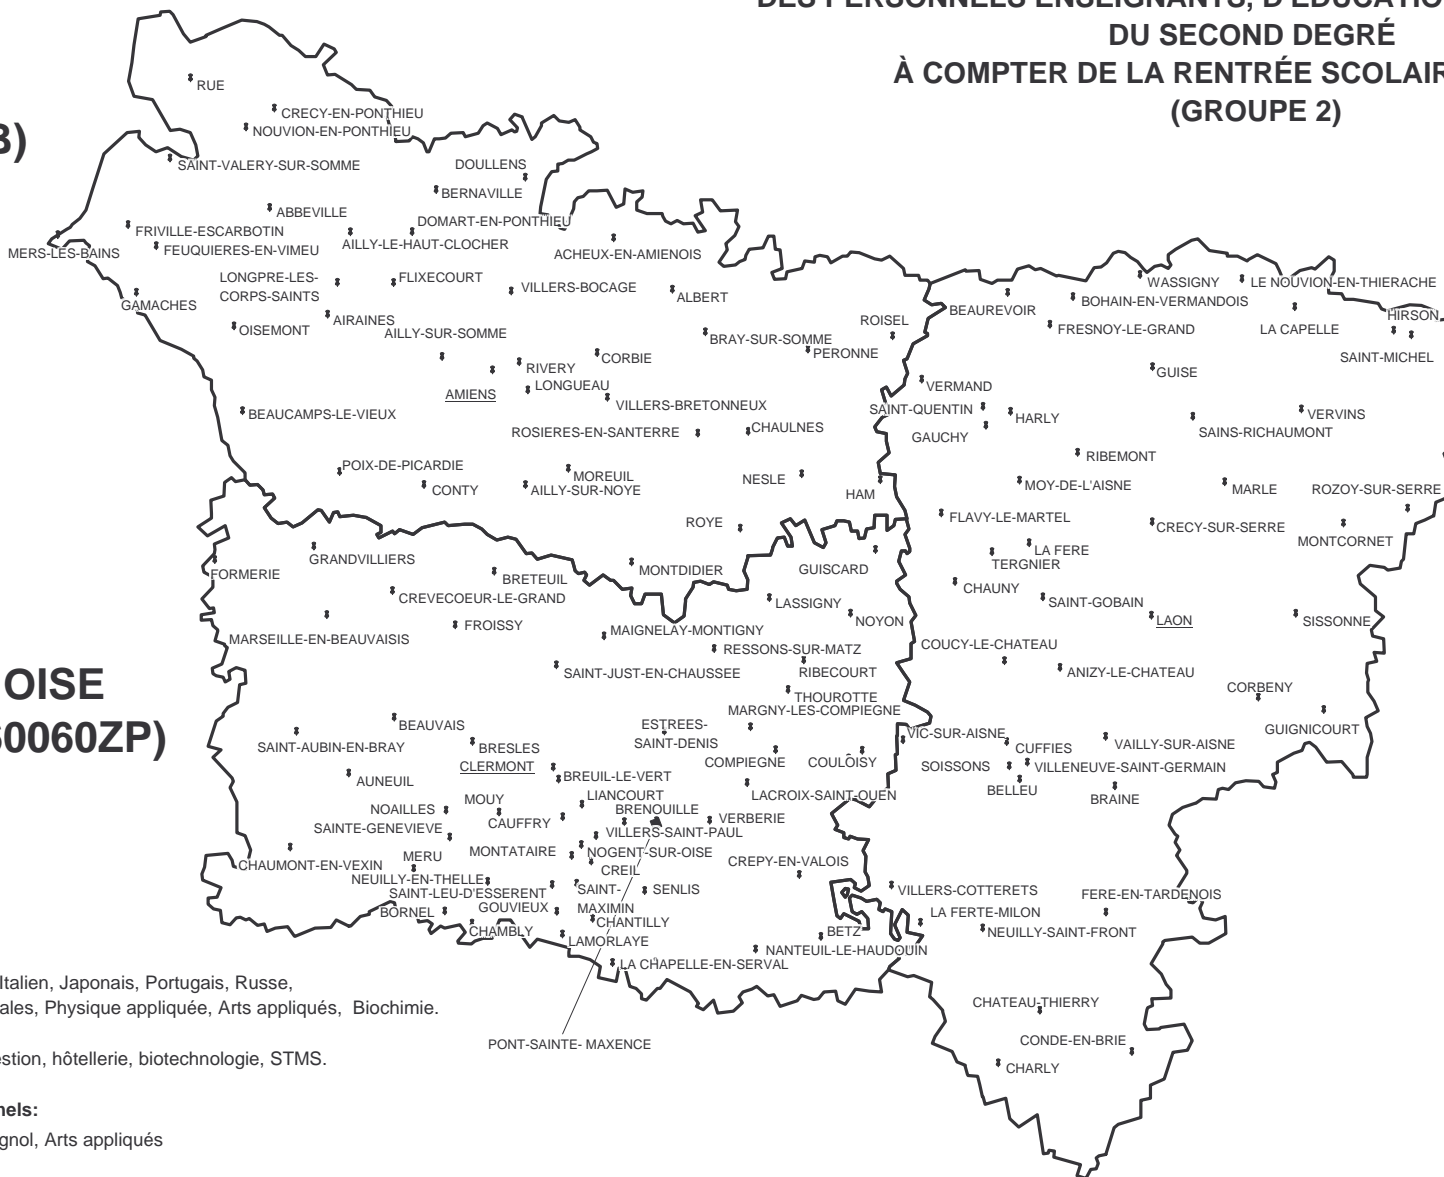 DES PERSONNELS ENSEIGNANTS, D'ÉDUCATIO
DU SECOND DEGRÉ
À COMPTER DE LA RENTRÉE SCOLAIR
(GROUPE 2)
B)
RUE
CRECY-EN-PONTHIEU
NOUVION-EN-PONTHIEU
SAINT-VALERY-SUR-SOMME
DOULLENS
BERNAVILLE
ABBEVILLE
DOMART-EN-PONTHIEU
FRIVILLE-ESCARBOTIN
AILLY-LE-HAUT-CLOCHER
MERS-LES-BAINS
FEUQUIERES-EN-VIMEU
ACHEUX-EN-AMIENOIS
LONGPRE-LES-
CORPS-SAINTS
FLIXECOURT
VILLERS-BOCAGE
ALBERT
GAMACHES
OISEMONT
AIRAINES
AILLY-SUR-SOMME
BRAY-SUR-SOMME
ROISEL
PERONNE
CORBIE
RIVERY
LONGUEAU
AMIENS
VILLERS-BRETONNEUX
BEAUCAMPS-LE-VIEUX
ROSIERES-EN-SANTERRE
CHAULNES
POIX-DE-PICARDIE
MOREUIL
CONTY
AILLY-SUR-NOYE
NESLE
HAM
ROYE
MONTDIDIER
WASSIGNY
LE NOUVION-EN-THIERACHE
BEAUREVOIR
BOHAIN-EN-VERMANDOIS
FRESNOY-LE-GRAND
LA CAPELLE
HIRSON
SAINT-MICHEL
GUISE
VERMAND
SAINT-QUENTIN
HARLY
GAUCHY
VERVINS
SAINS-RICHAUMONT
RIBEMONT
MOY-DE-L'AISNE
MARLE
ROZOY-SUR-SERRE
FLAVY-LE-MARTEL
CRECY-SUR-SERRE
MONTCORNET
LA FERE
TERGNIER
CHAUNY
SAINT-GOBAIN
LAON
SISSONNE
COUCY-LE-CHATEAU
ANIZY-LE-CHATEAU
CORBENY
GUIGNICOURT
VIC-SUR-AISNE
CUFFIES
VAILLY-SUR-AISNE
SOISSONS
VILLENEUVE-SAINT-GERMAIN
BELLEU
BRAINE
VILLERS-COTTERETS
FERE-EN-TARDENOIS
LA FERTE-MILON
NEUILLY-SAINT-FRONT
CHATEAU-THIERRY
CONDE-EN-BRIE
CHARLY
OISE
60060ZP)
GRANDVILLIERS
FORMERIE
BRETEUIL
GUISCARD
CREVECOEUR-LE-GRAND
LASSIGNY
NOYON
MARSEILLE-EN-BEAUVAISIS
FROISSY
MAIGNELAY-MONTIGNY
RESSONS-SUR-MATZ
SAINT-JUST-EN-CHAUSSEE
RIBECOURT
THOUROTTE
MARGNY-LES-COMPIEGNE
BEAUVAIS
ESTREES-
SAINT-DENIS
SAINT-AUBIN-EN-BRAY
BRESLES
CLERMONT
COMPIEGNE
COULOISY
AUNEUIL
BREUIL-LE-VERT
LIANCOURT
LACROIX-SAINT-OUEN
NOAILLES
MOUY
BRENOUILLE
CAUFFRY
VERBERIE
SAINTE-GENEVIEVE
VILLERS-SAINT-PAUL
MERU
MONTATAIRE
NOGENT-SUR-OISE
CHAUMONT-EN-VEXIN
CREIL
CREPY-EN-VALOIS
NEUILLY-EN-THELLE
SAINT-LEU-D'ESSERENT
SAINT-
MAXIMIN
SENLIS
BORNEL
GOUVIEUX
CHANTILLY
CHAMBLY
LAMORLAYE
BETZ
NANTEUIL-LE-HAUDOUIN
LA CHAPELLE-EN-SERVAL
PONT-SAINTE- MAXENCE
Italien, Japonais, Portugais, Russe,
ales, Physique appliquée, Arts appliqués, Biochimie.
estion, hôtellerie, biotechnologie, STMS.
nels:
gnol, Arts appliqués